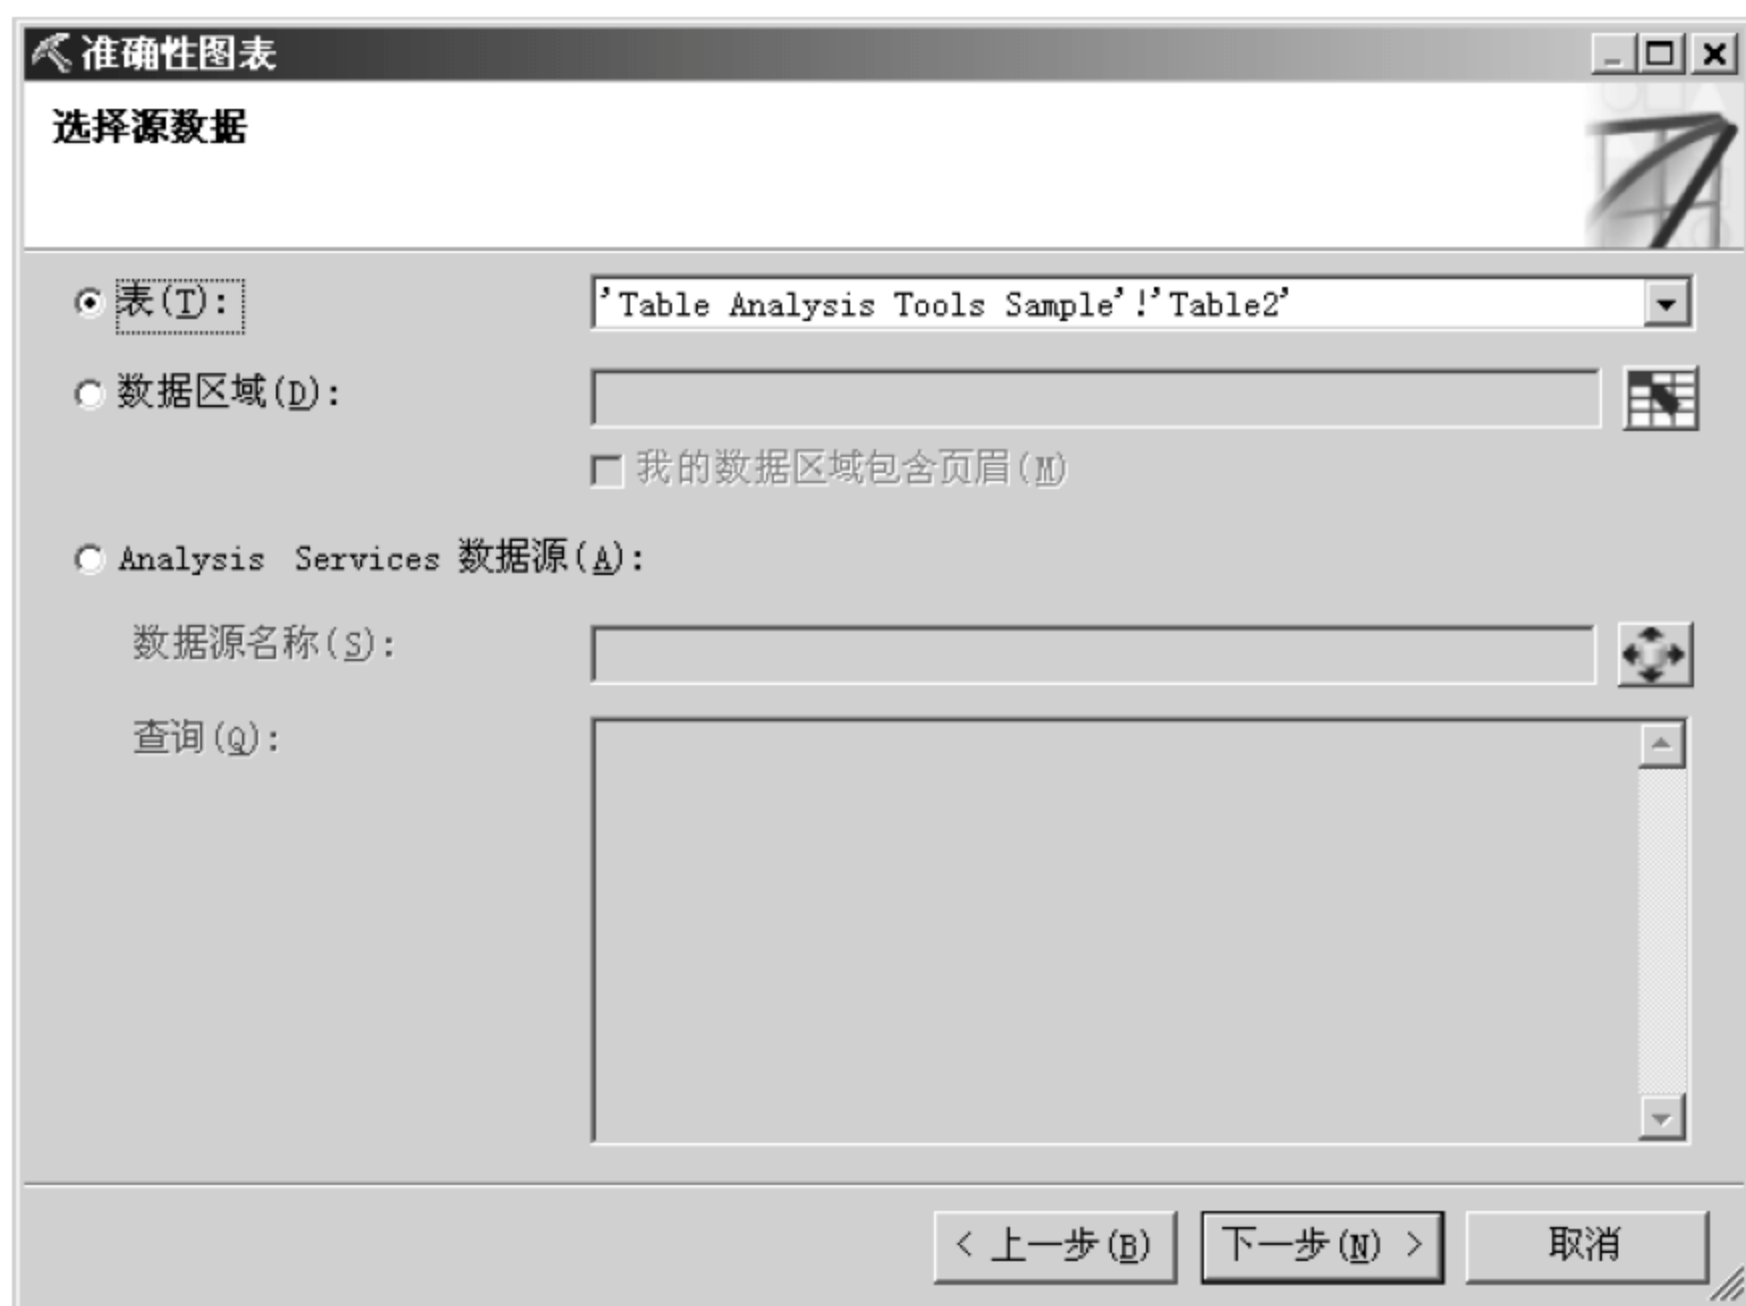 准确性图表
选择源数据
表(T): 'Table Analysis Tools Sample'!'Table2'
数据区域(D):
我的数据区域包含页眉(M)
Analysis Services 数据源(A):
数据源名称(S):
查询(Q):
< 上一步(B) 下一步(N) > 取消